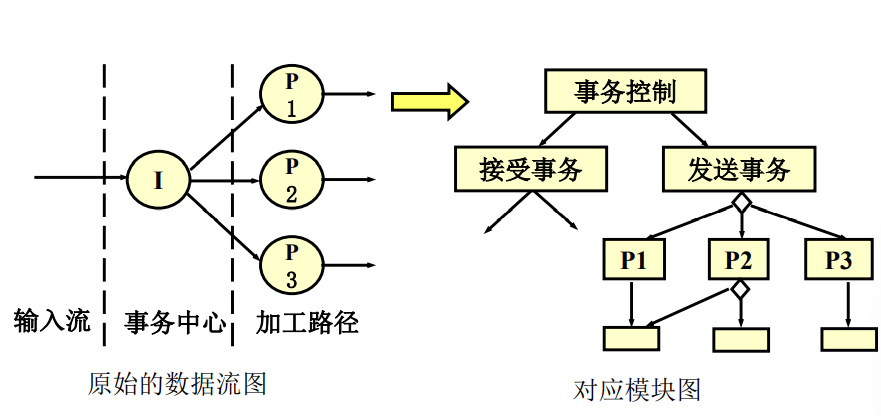 P
1
I
P
2
P
3
输入流
事务中心
加工路径
原始的数据流图
事务控制
接受事务
发送事务
P1
P2
P3
对应模块图